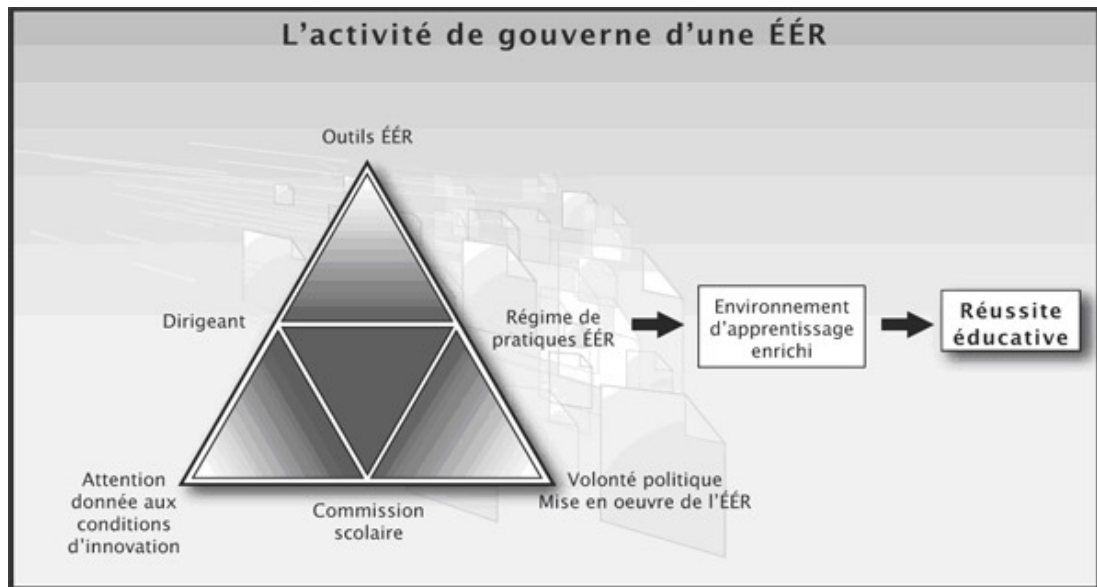 L'activité de gouverne d'une ÉÉR
Outils ÉÉR
Dirigeant
Régime de
pratiques ÉÉR
Environnement
d'apprentissage
enrichi
Réussite
éducative
Attention
donnée aux
conditions
d'innovation
Commission
scolaire
Volonté politique
Mise en oeuvre de l'ÉÉR